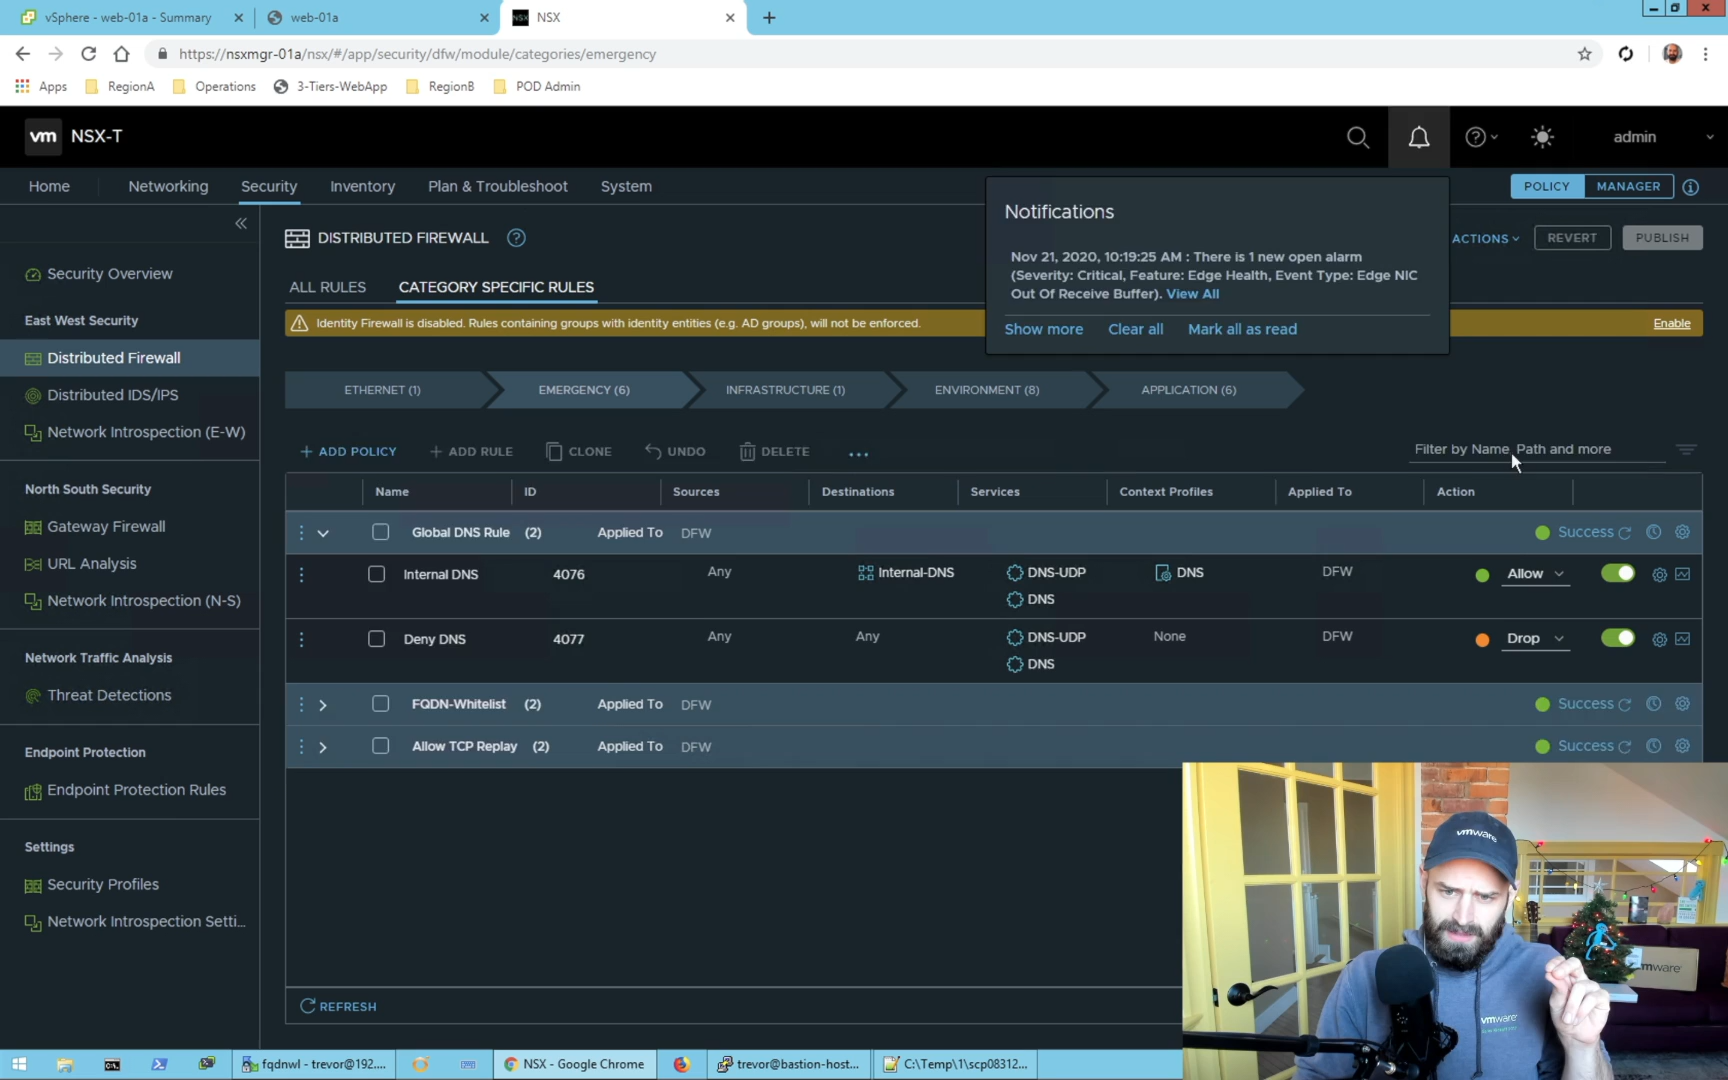 vSphere - web-01a - Summary
web-01a
NSX
NSX
https://nsxmgr-01a/nsx/#/app/security/dfw/module/categories/emergency
Apps
RegionA
Operations
3-Tiers-WebApp
RegionB
POD Admin
vm
NSX-T
admin
Home
Networking
Security
Inventory
Plan & Troubleshoot
System
POLICY
MANAGER
Notifications
Nov 21, 2020, 10:19:25 AM : There is 1 new open alarm
(Severity: Critical, Feature: Edge Health, Event Type: Edge NIC
Out Of Receive Buffer). View All
Show more
Clear all
Mark all as read
DISTRIBUTED FIREWALL
ACTIONS
REVERT
PUBLISH
Security Overview
East West Security
Distributed Firewall
Distributed IDS/IPS
Network Introspection (E-W)
North South Security
Gateway Firewall
URL Analysis
Network Introspection (N-S)
Network Traffic Analysis
Threat Detections
Endpoint Protection
Endpoint Protection Rules
Settings
Security Profiles
Network Introspection Setti...
ALL RULES
CATEGORY SPECIFIC RULES
Identity Firewall is disabled. Rules containing groups with identity entities (e.g. AD groups), will not be enforced.
Enable
ETHERNET (1)
EMERGENCY (6)
INFRASTRUCTURE (1)
ENVIRONMENT (8)
APPLICATION (6)
+ ADD POLICY
+ ADD RULE
CLONE
UNDO
DELETE
...
Filter by Name, Path and more
Name
ID
Sources
Destinations
Services
Context Profiles
Applied To
Action
Global DNS Rule (2)
Applied To DFW
Success
Internal DNS
4076
Any
Internal-DNS
DNS-UDP
DNS
DNS
DFW
Allow
Deny DNS
4077
Any
Any
DNS-UDP
DNS
None
DFW
Drop
FQDN-Whitelist (2)
Applied To DFW
Success
Allow TCP Replay (2)
Applied To DFW
Success
REFRESH
vmware
vmware
mware
fqdnwl - trevor@192....
NSX - Google Chrome
trevor@bastion-host...
C:\Temp\1\scp08312...